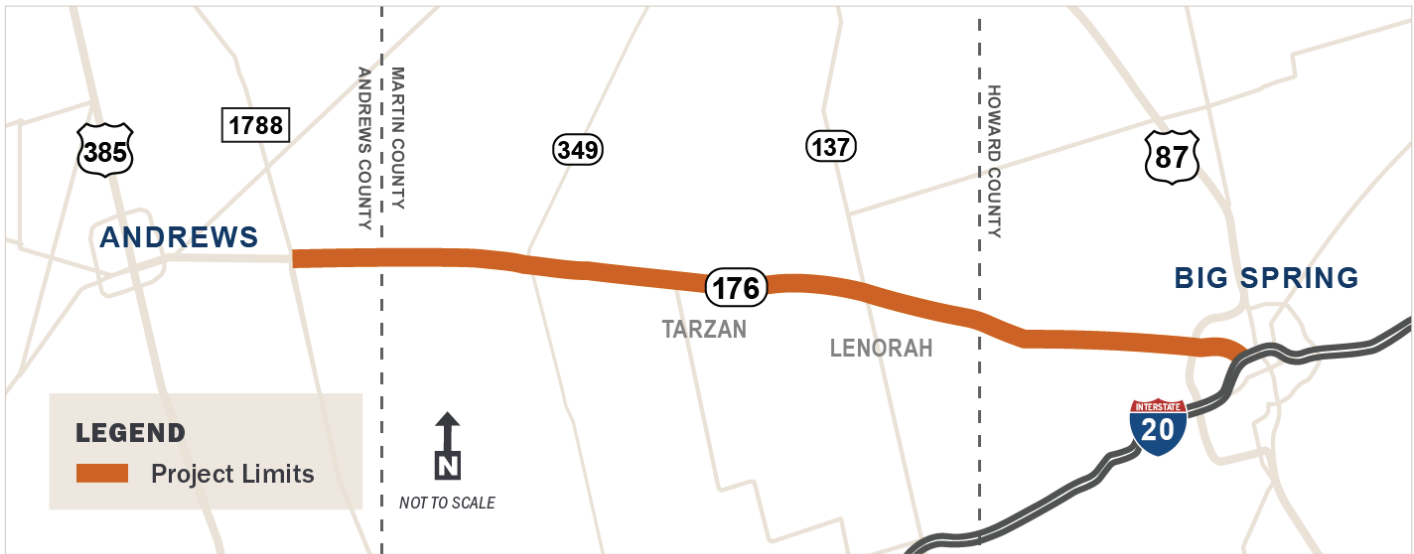 385
1788
ANDREWS COUNTY
MARTIN COUNTY
349
137
HOWARD COUNTY
87
ANDREWS
176
TARZAN
LENORAH
BIG SPRING
INTERSTATE
20
LEGEND
Project Limits
N
NOT TO SCALE